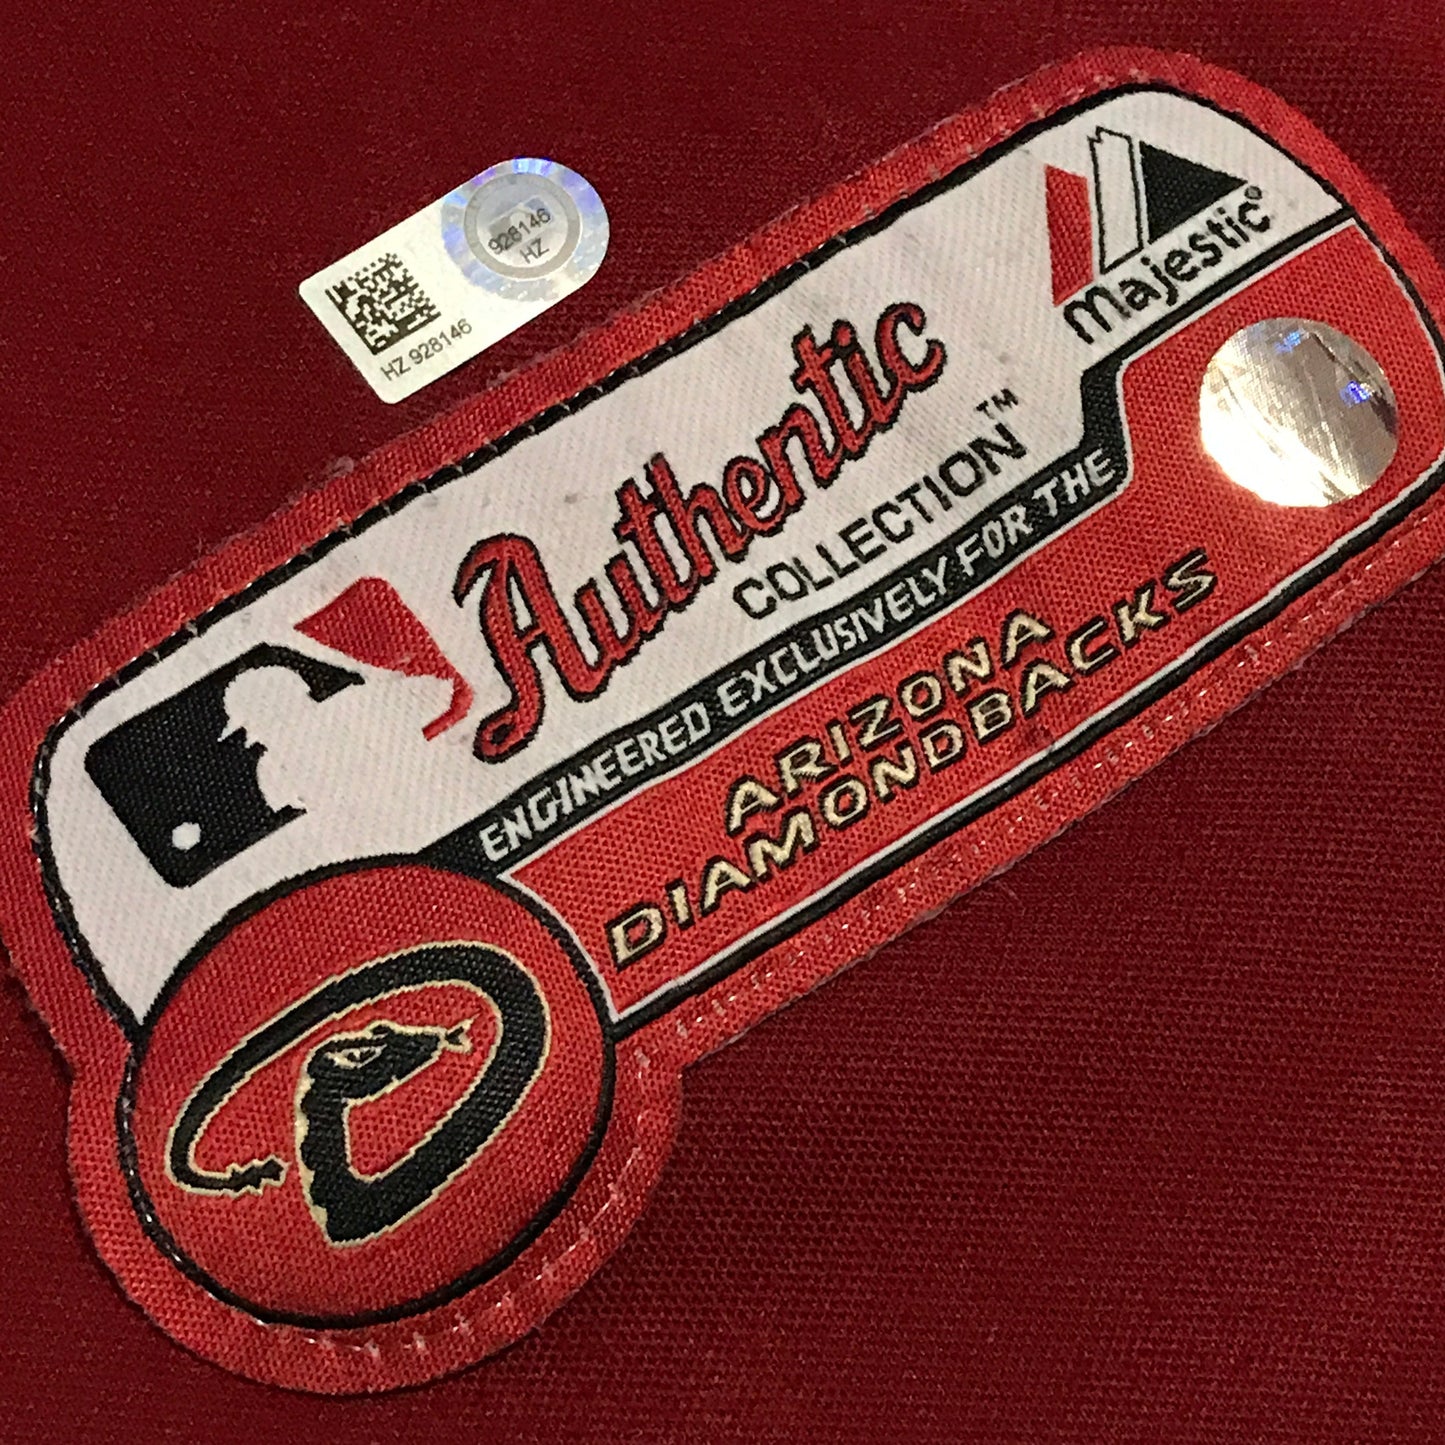 928146
HZ
HZ 928146
Majestic®
Authentic
COLLECTION™
ENGINEERED EXCLUSIVELY FOR THE
ARIZONA
DIAMONDBACKS